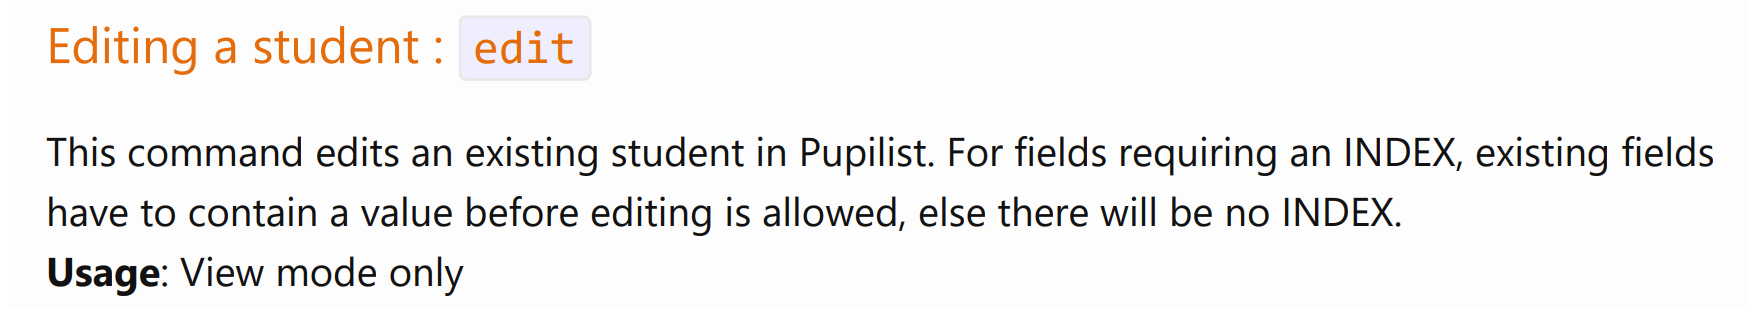 Editing a student : edit
This command edits an existing student in Pupilist. For fields requiring an INDEX, existing fields
have to contain a value before editing is allowed, else there will be no INDEX.
Usage: View mode only